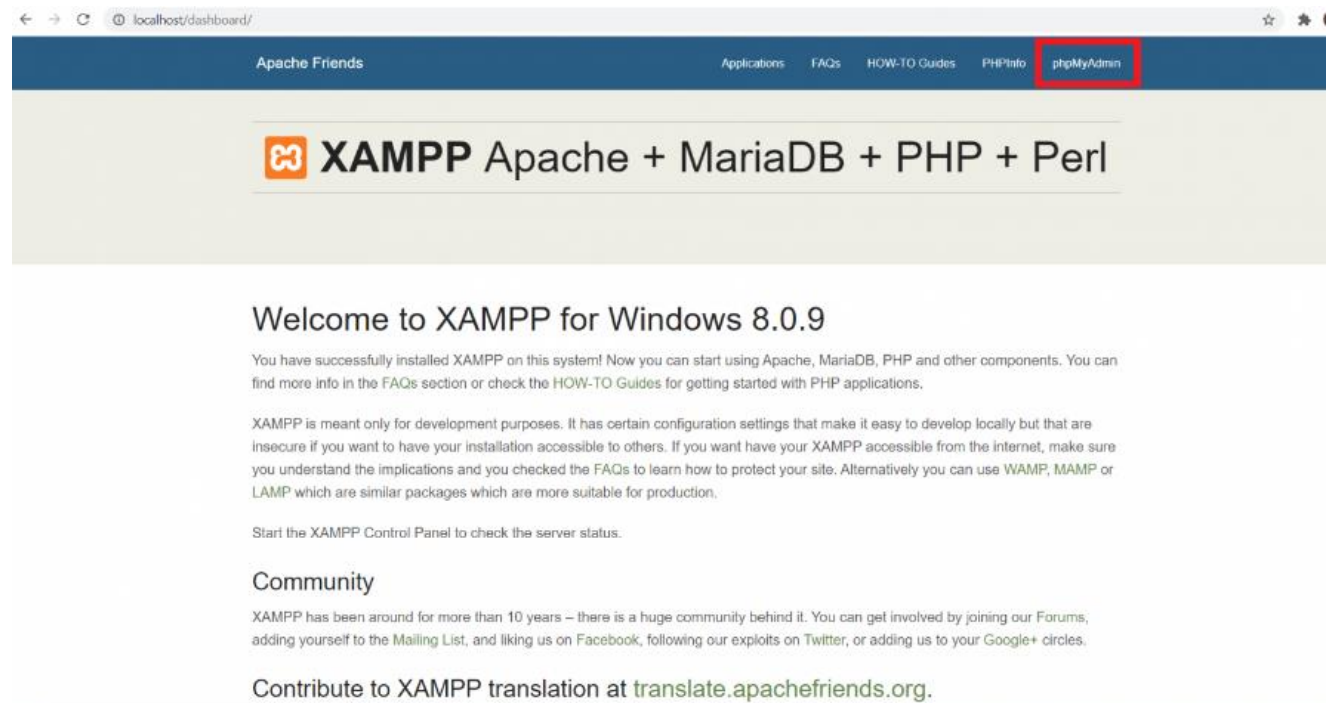 localhost/dashboard/
Apache Friends Applications FAQs HOW-TO Guides PHPInfo phpMyAdmin
XAMPP Apache + MariaDB + PHP + Perl
Welcome to XAMPP for Windows 8.0.9
You have successfully installed XAMPP on this system! Now you can start using Apache, MariaDB, PHP and other components. You can
find more info in the FAQs section or check the HOW-TO Guides for getting started with PHP applications.
XAMPP is meant only for development purposes. It has certain configuration settings that make it easy to develop locally but that are
insecure if you want to have your installation accessible to others. If you want have your XAMPP accessible from the internet, make sure
you understand the implications and you checked the FAQs to learn how to protect your site. Alternatively you can use WAMP, MAMP or
LAMP which are similar packages which are more suitable for production.
Start the XAMPP Control Panel to check the server status.
Community
XAMPP has been around for more than 10 years – there is a huge community behind it. You can get involved by joining our Forums,
adding yourself to the Mailing List, and liking us on Facebook, following our exploits on Twitter, or adding us to your Google+ circles.
Contribute to XAMPP translation at translate.apachefriends.org.